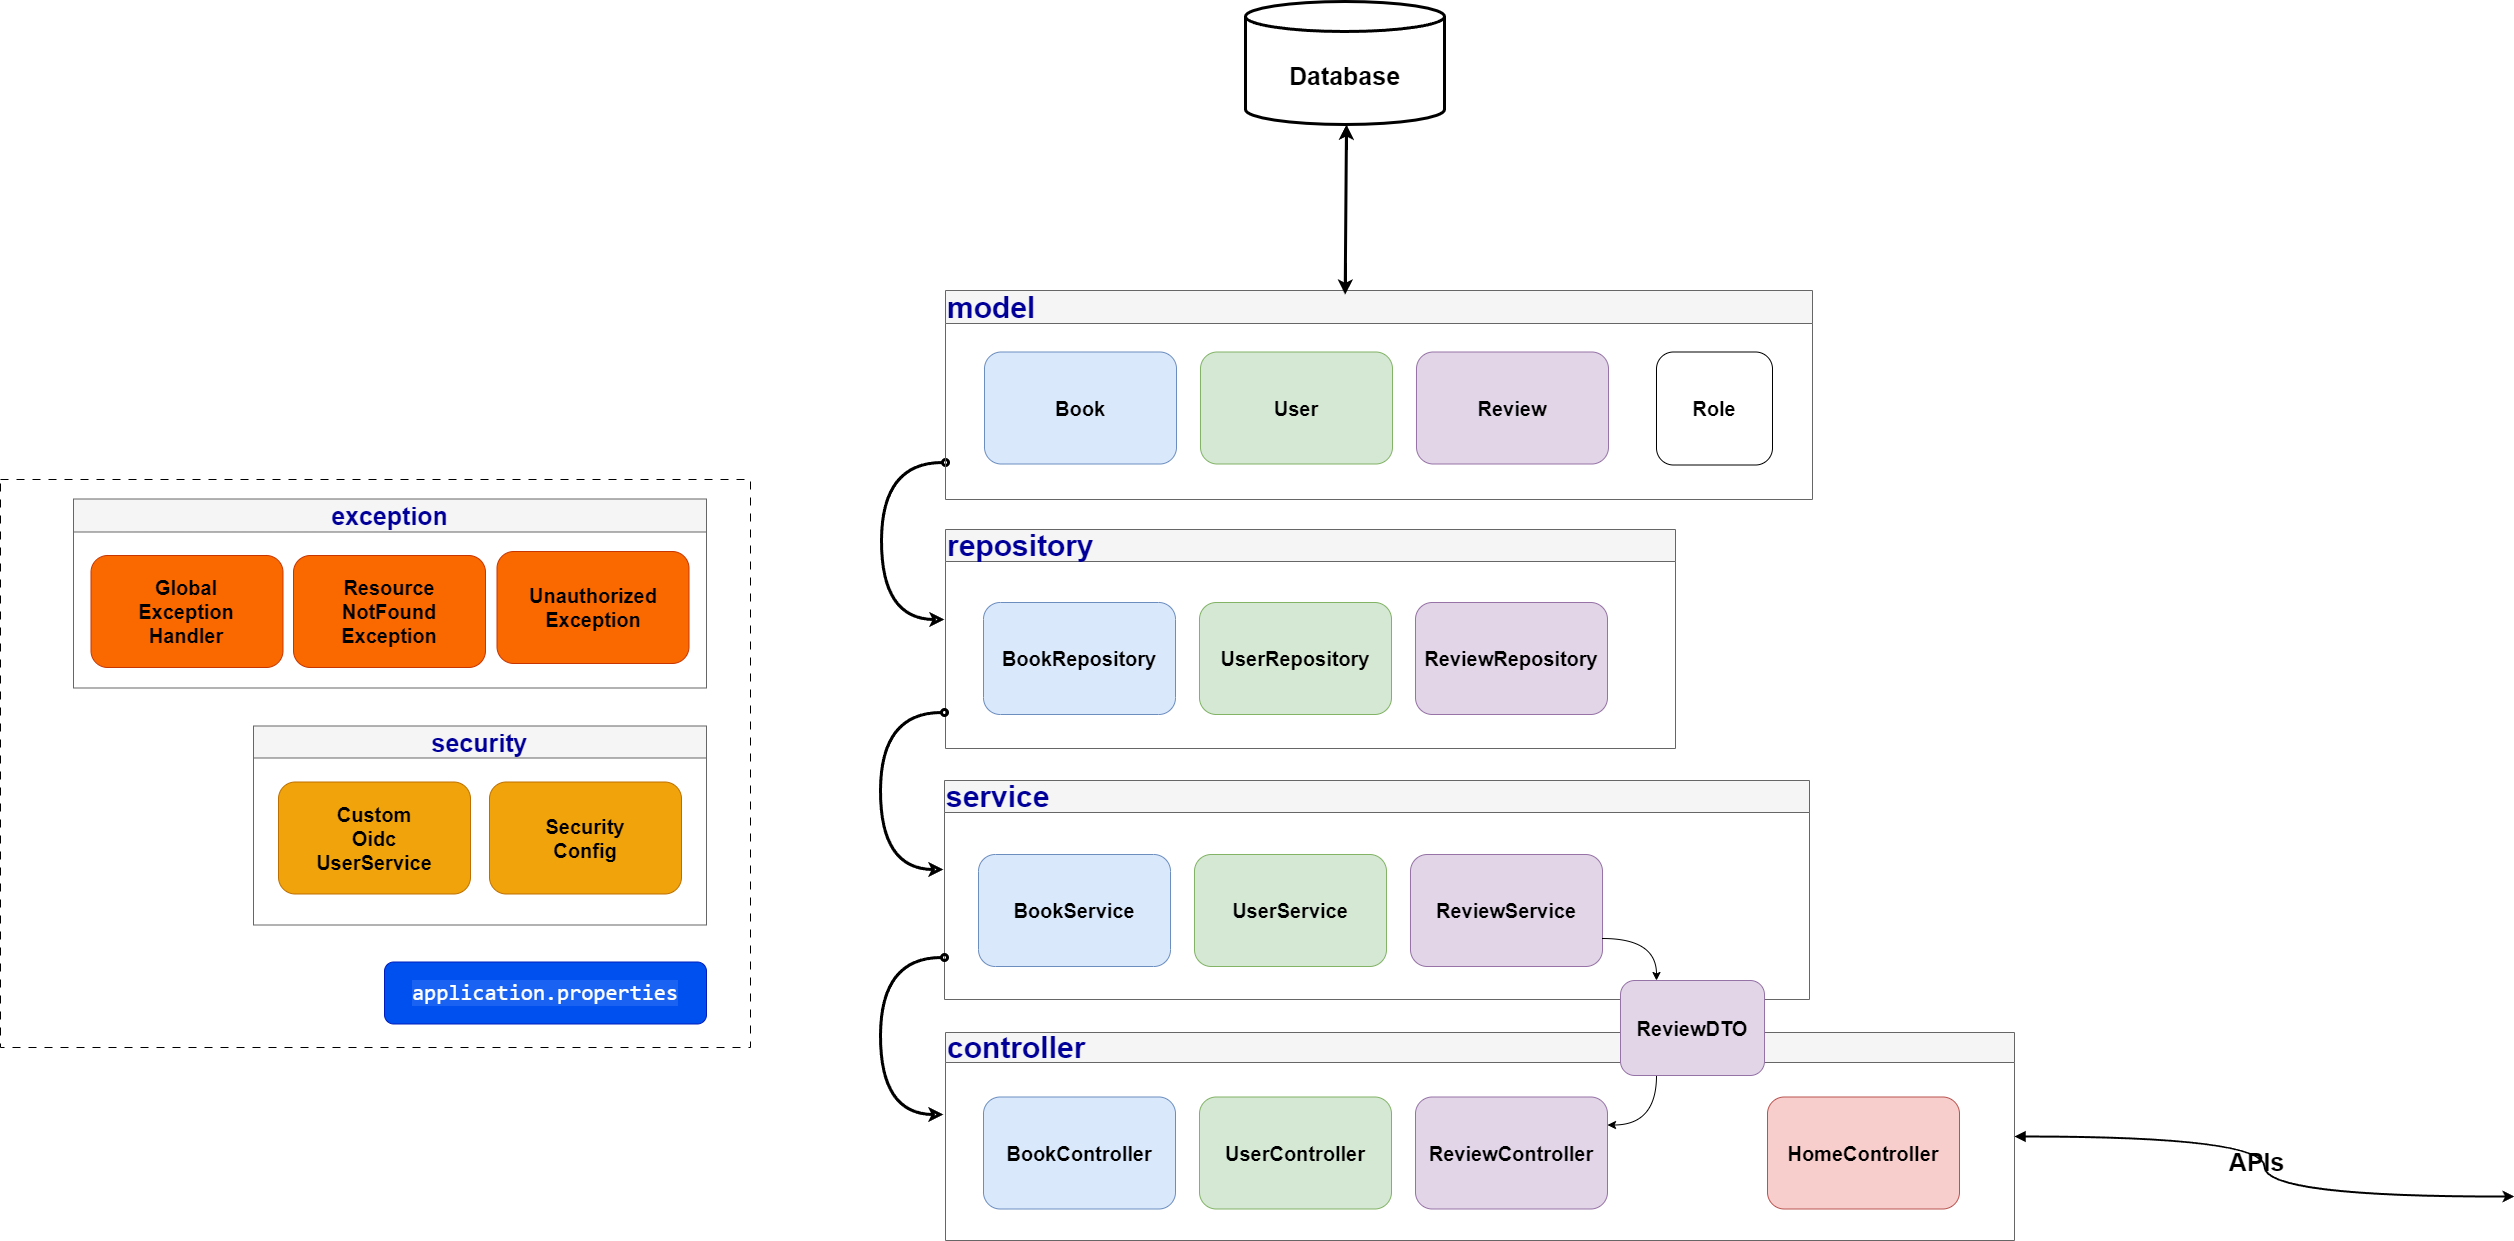 Database
model
Book
User
Review
Role
exception
Global
Exception
Handler
Resource
NotFound
Exception
Unauthorized
Exception
security
Custom
Oidc
UserService
Security
Config
application.properties
repository
BookRepository
UserRepository
ReviewRepository
service
BookService
UserService
ReviewService
ReviewDTO
controller
BookController
UserController
ReviewController
HomeController
APIs